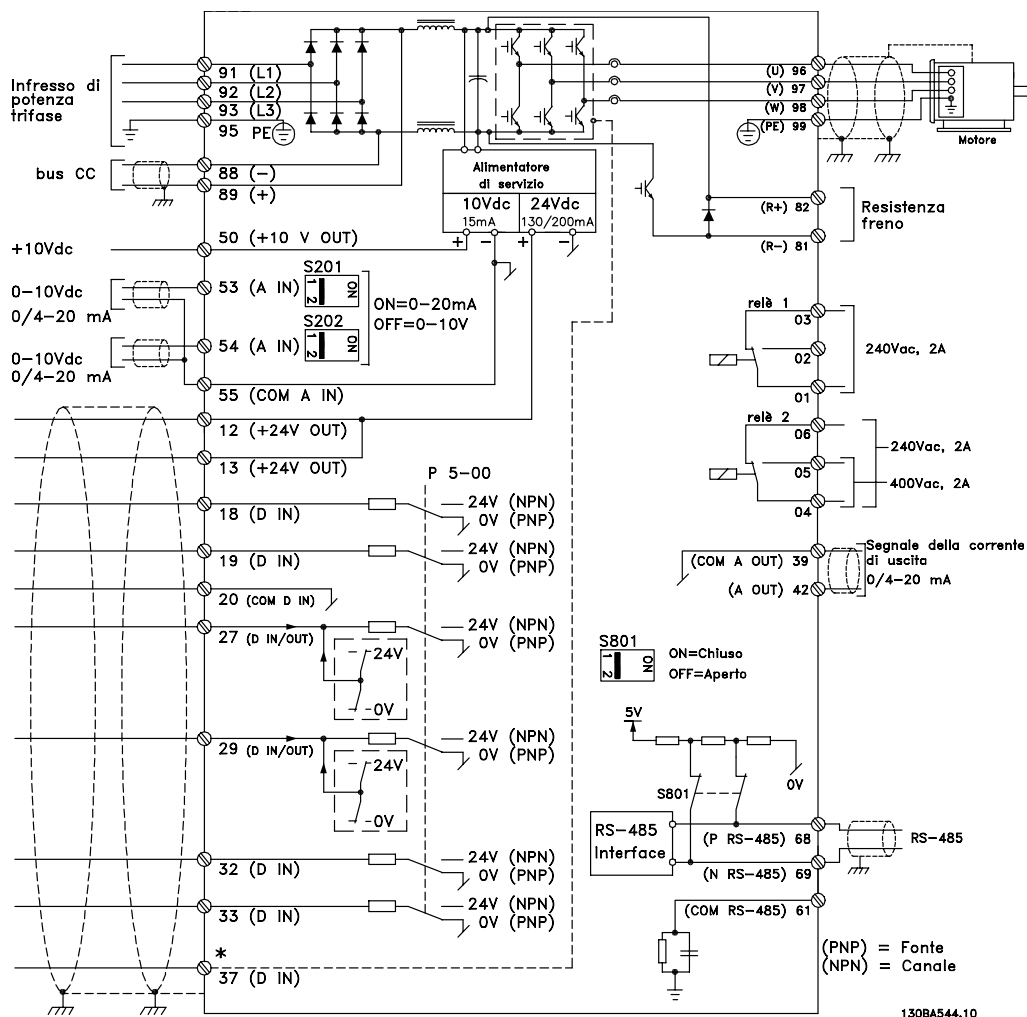 Infresso di
potenza
trifase
91 (L1)
92 (L2)
93 (L3)
95 PE
bus CC
88 (-)
89 (+)
+10Vdc
50 (+10 V OUT)
0-10Vdc
0/4-20 mA
53 (A IN)
S201
1 2
ON
ON=0-20mA
OFF=0-10V
S202
1 2
ON
0-10Vdc
0/4-20 mA
54 (A IN)
55 (COM A IN)
12 (+24V OUT)
13 (+24V OUT)
P 5-00
18 (D IN)
24V (NPN)
0V (PNP)
19 (D IN)
24V (NPN)
0V (PNP)
20 (COM D IN)
27 (D IN/OUT)
24V (NPN)
0V (PNP)
24V
0V
29 (D IN/OUT)
24V (NPN)
0V (PNP)
24V
0V
32 (D IN)
24V (NPN)
0V (PNP)
33 (D IN)
24V (NPN)
0V (PNP)
*
37 (D IN)
Alimentatore
di servizio
10Vdc
15mA
24Vdc
130/200mA
+ - + -
(U) 96
(V) 97
(W) 98
(PE) 99
Motore
(R+) 82
(R-) 81
Resistenza
freno
relè 1
03
02
01
240Vac, 2A
relè 2
06
05
04
240Vac, 2A
400Vac, 2A
(COM A OUT) 39
(A OUT) 42
Segnale della corrente
di uscita
0/4-20 mA
S801
1 2
ON
ON=Chiuso
OFF=Aperto
5V
S801
0V
RS-485
Interface
(P RS-485) 68
(N RS-485) 69
RS-485
(COM RS-485) 61
(PNP) = Fonte
(NPN) = Canale
130BA544.10